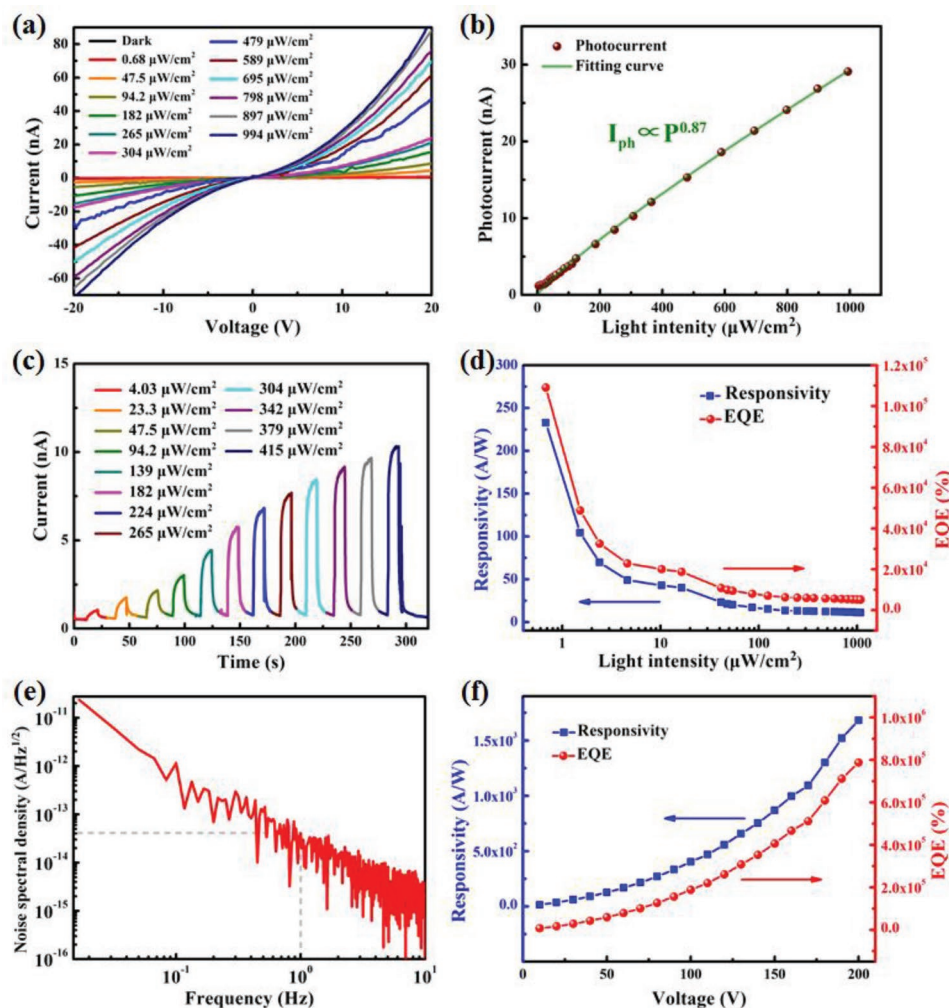 (a)
Dark
0.68 μW/cm²
47.5 μW/cm²
94.2 μW/cm²
182 μW/cm²
265 μW/cm²
304 μW/cm²
479 μW/cm²
589 μW/cm²
695 μW/cm²
798 μW/cm²
897 μW/cm²
994 μW/cm²
80
60
40
20
0
-20
-40
-60
Current (nA)
-20
-10
0
10
20
Voltage (V)
(b)
Photocurrent
Fitting curve
I_ph ∝ P^0.87
30
20
10
0
Photocurrent (nA)
0
200
400
600
800
1000
Light intenity (μW/cm²)
(c)
4.03 μW/cm²
23.3 μW/cm²
47.5 μW/cm²
94.2 μW/cm²
139 μW/cm²
182 μW/cm²
224 μW/cm²
265 μW/cm²
304 μW/cm²
342 μW/cm²
379 μW/cm²
415 μW/cm²
15
10
5
0
Current (nA)
0
50
100
150
200
250
300
Time (s)
(d)
Responsivity
EQE
300
250
200
150
100
50
0
Responsivity (A/W)
1.2x10⁵
1.0x10⁵
8.0x10⁴
6.0x10⁴
4.0x10⁴
2.0x10⁴
0.0
EQE (%)
1
10
100
1000
Light intensity (μW/cm²)
(e)
10⁻¹¹
10⁻¹²
10⁻¹³
10⁻¹⁴
10⁻¹⁵
10⁻¹⁶
Noise spectral density (A/Hz^1/2)
10⁻¹
10⁰
10¹
Frequency (Hz)
(f)
Responsivity
EQE
1.5x10³
1.0x10³
5.0x10²
0.0
Responsivity (A/W)
1.0x10⁶
8.0x10⁵
6.0x10⁵
4.0x10⁵
2.0x10⁵
0.0
EQE (%)
0
50
100
150
200
Voltage (V)